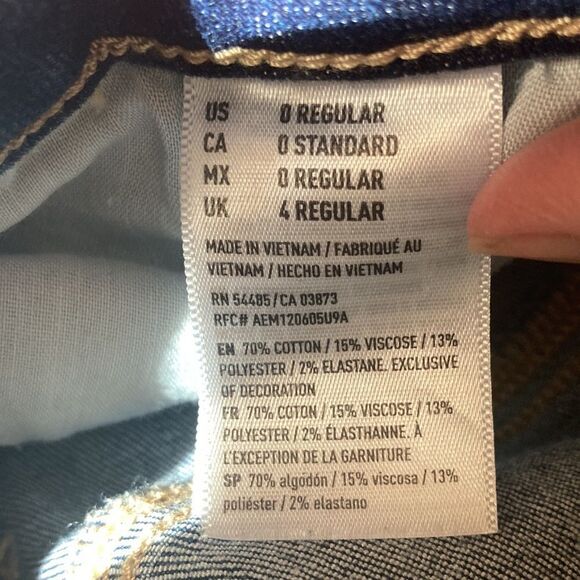 US 0 REGULAR
CA 0 STANDARD
MX 0 REGULAR
UK 4 REGULAR
MADE IN VIETNAM / FABRIQUÉ AU
VIETNAM / HECHO EN VIETNAM
RN 54485 / CA 03873
RFC# AEM120605U9A
EN 70% COTTON / 15% VISCOSE / 13%
POLYESTER / 2% ELASTANE. EXCLUSIVE
OF DECORATION
FR 70% COTON / 15% VISCOSE / 13%
POLYESTER / 2% ÉLASTHANNE. À
L'EXCEPTION DE LA GARNITURE
SP 70% algodón / 15% viscosa / 13%
poliéster / 2% elastano